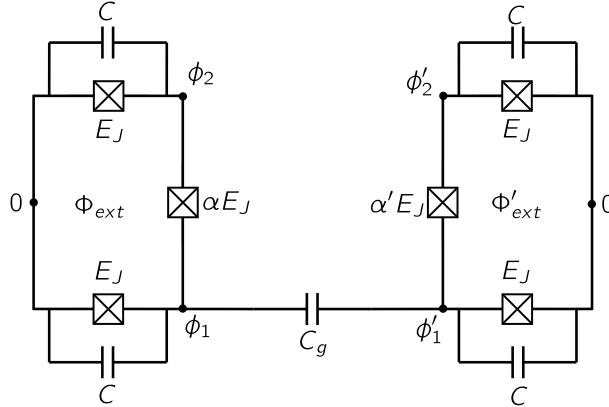 C C
ϕ₂ ϕ′₂
E_J E_J
0 Φ_ext αE_J α′E_J Φ′_ext 0
E_J E_J
ϕ₁ ϕ′₁
C_g
C C